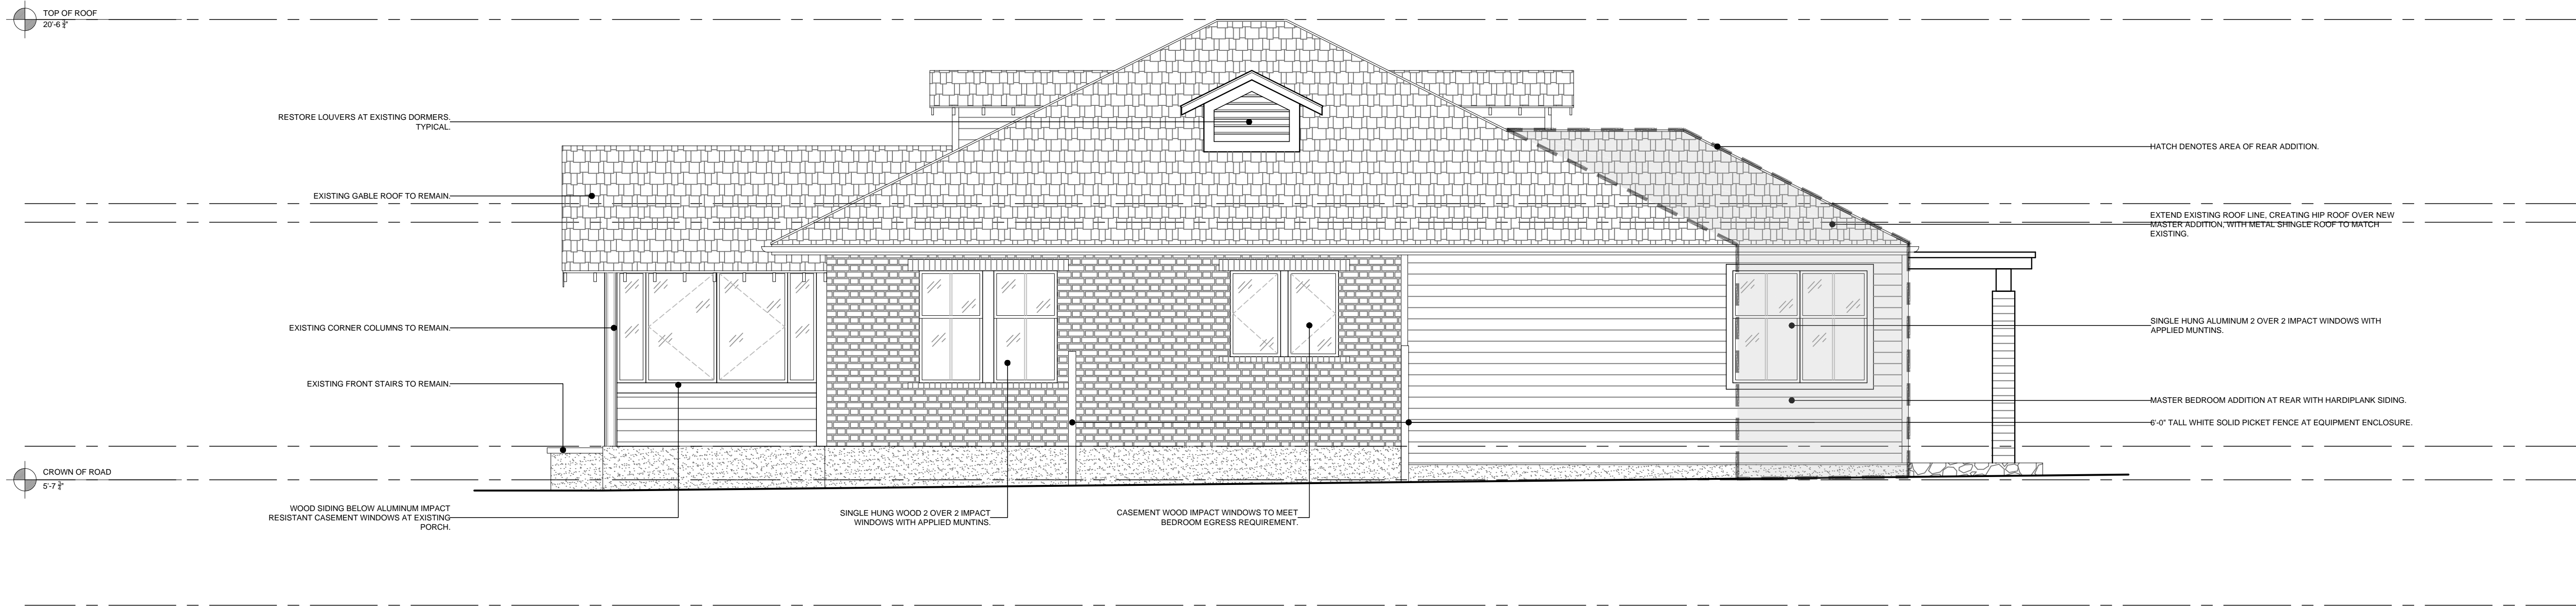 TOP OF ROOF
20'-6 3/4"
RESTORE LOUVERS AT EXISTING DORMERS.
TYPICAL.
EXISTING GABLE ROOF TO REMAIN.
EXISTING CORNER COLUMNS TO REMAIN.
EXISTING FRONT STAIRS TO REMAIN.
CROWN OF ROAD
5'-7 3/4"
WOOD SIDING BELOW ALUMINUM IMPACT
RESISTANT CASEMENT WINDOWS AT EXISTING
PORCH.
SINGLE HUNG WOOD 2 OVER 2 IMPACT
WINDOWS WITH APPLIED MUNTINS.
CASEMENT WOOD IMPACT WINDOWS TO MEET
BEDROOM EGRESS REQUIREMENT.
HATCH DENOTES AREA OF REAR ADDITION.
EXTEND EXISTING ROOF LINE, CREATING HIP ROOF OVER NEW
MASTER ADDITION, WITH METAL SHINGLE ROOF TO MATCH
EXISTING.
SINGLE HUNG ALUMINUM 2 OVER 2 IMPACT WINDOWS WITH
APPLIED MUNTINS.
MASTER BEDROOM ADDITION AT REAR WITH HARDIPLANK SIDING.
6'-0" TALL WHITE SOLID PICKET FENCE AT EQUIPMENT ENCLOSURE.